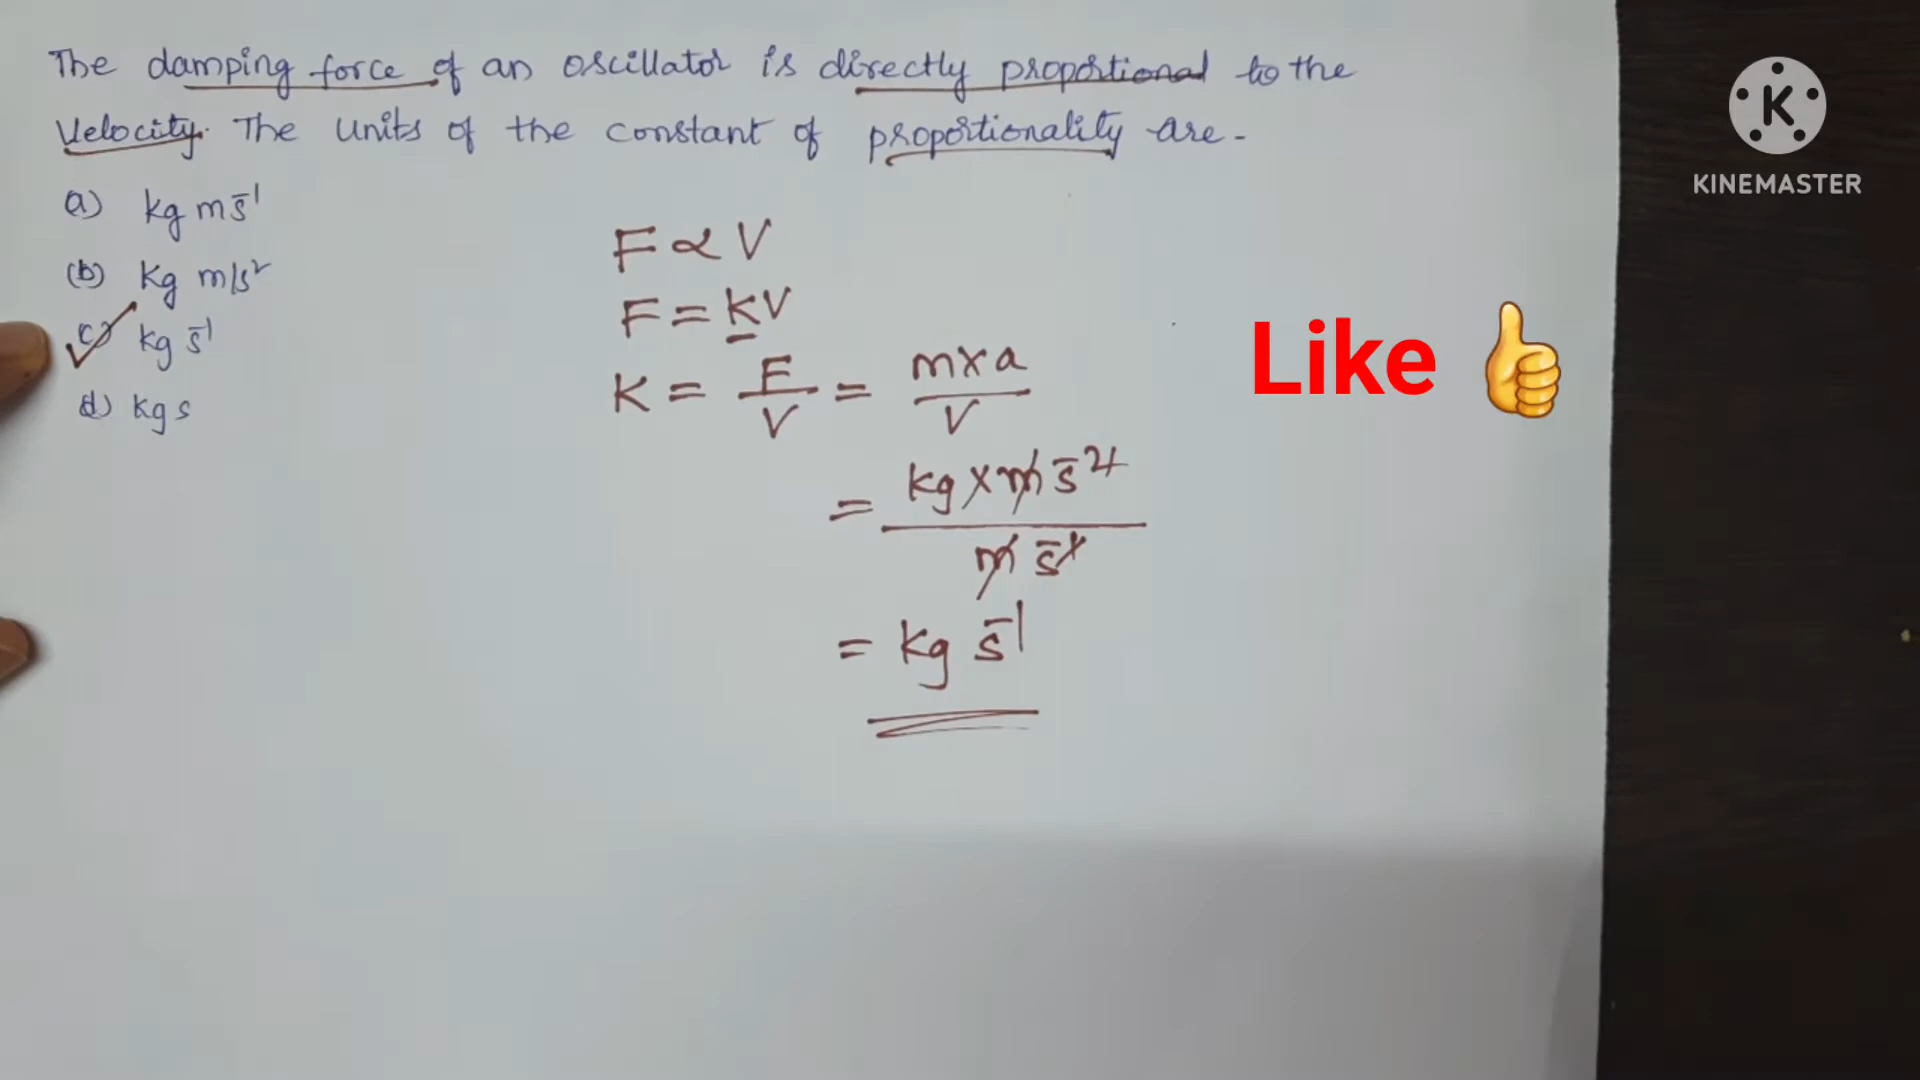 The damping force of an oscillator is directly proportional to the
Velocity. The units of the constant of proportionality are -
a) kg m s⁻¹
(b) kg m/s²
c) kg s⁻¹
d) kg s
F ∝ V
F = KV
K = F/V = m×a/V
= kg × m s⁻²/m s⁻¹
= kg s⁻¹
Like 👍
K
KINEMASTER